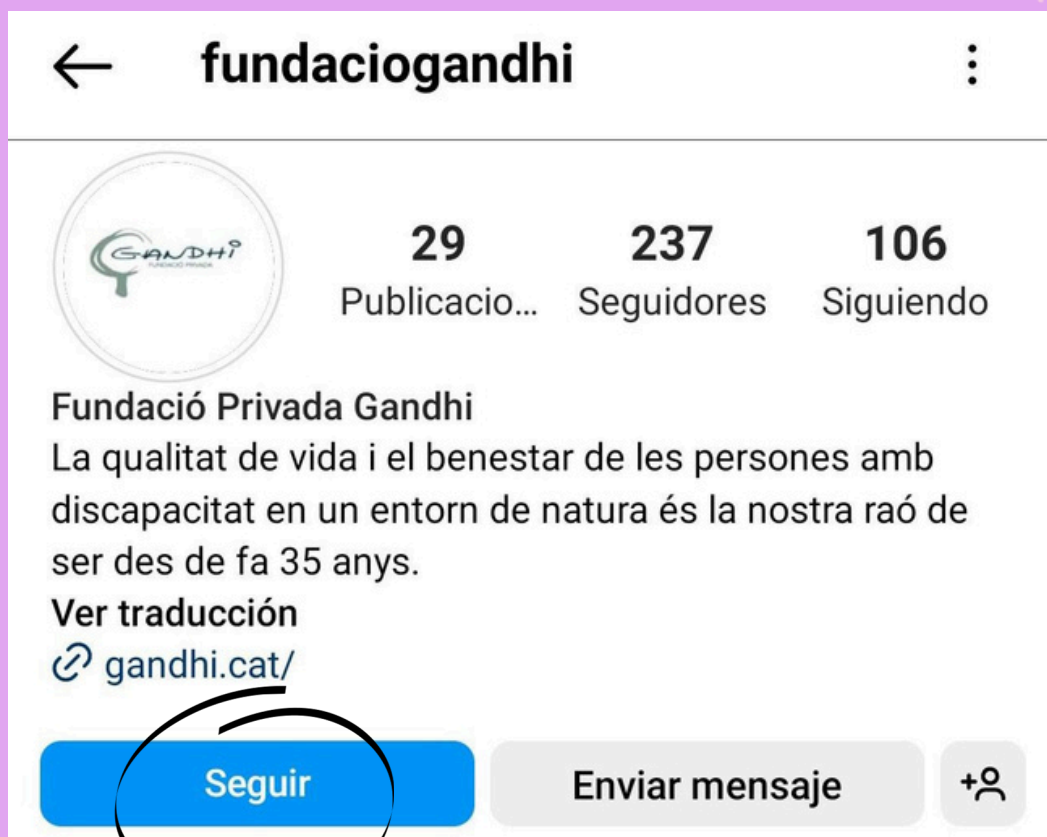 fundaciogandhi
GANDHi
FUNDACIÓ PRIVADA
29
237
106
Publicacio...
Seguidores
Siguiendo
Fundació Privada Gandhi
La qualitat de vida i el benestar de les persones amb
discapacitat en un entorn de natura és la nostra raó de
ser des de fa 35 anys.
Ver traducción
gandhi.cat/
Seguir
Enviar mensaje